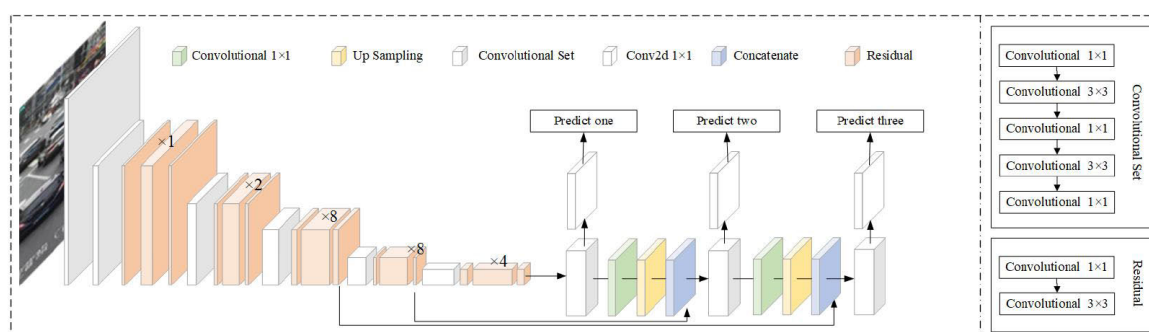 Convolutional 1×1
Up Sampling
Convolutional Set
Conv2d 1×1
Concatenate
Residual
×1
×2
×8
×8
×4
Predict one
Predict two
Predict three
Convolutional 1×1
Convolutional 3×3
Convolutional 1×1
Convolutional 3×3
Convolutional 1×1
Convolutional Set
Convolutional 1×1
Convolutional 3×3
Residual